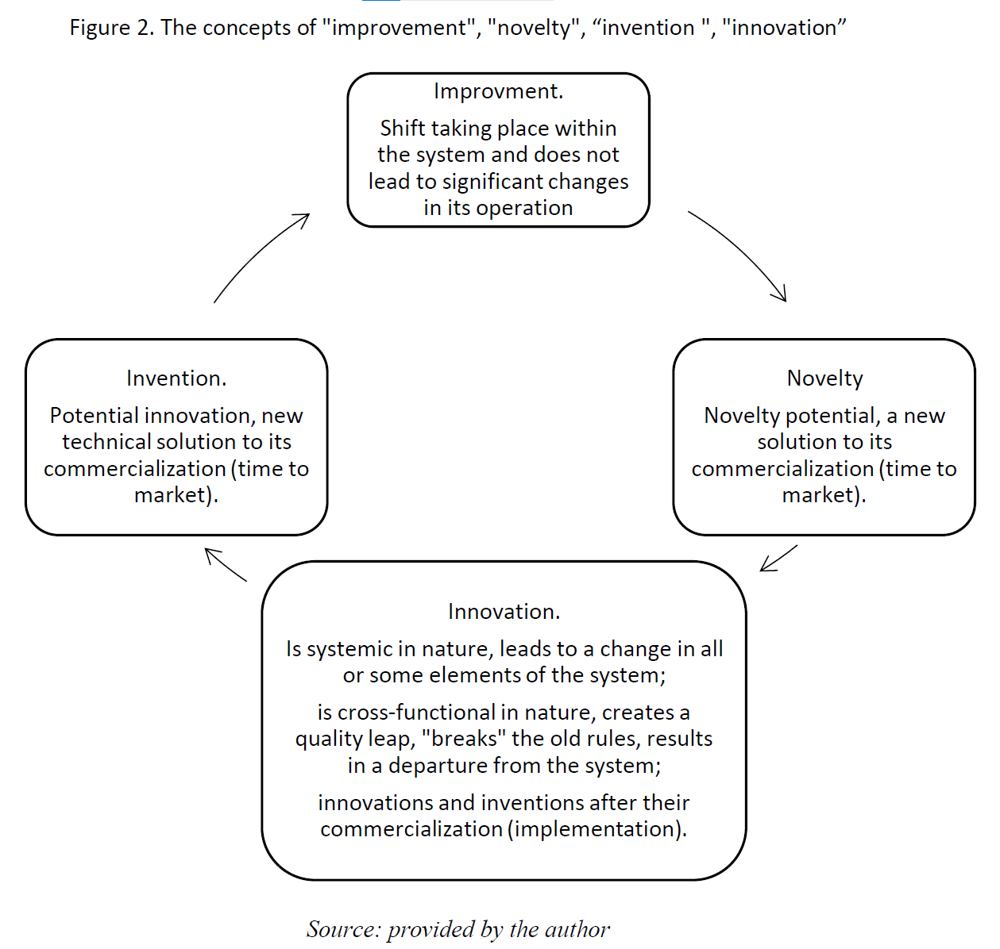 Figure 2. The concepts of "improvement", "novelty", “invention ", "innovation”
Improvment.
Shift taking place within
the system and does not
lead to significant changes
in its operation
Invention.
Potential innovation, new
technical solution to its
commercialization (time to
market).
Novelty
Novelty potential, a new
solution to its
commercialization (time to
market).
Innovation.
Is systemic in nature, leads to a change in all
or some elements of the system;
is cross-functional in nature, creates a
quality leap, "breaks" the old rules, results
in a departure from the system;
innovations and inventions after their
commercialization (implementation).
Source: provided by the author